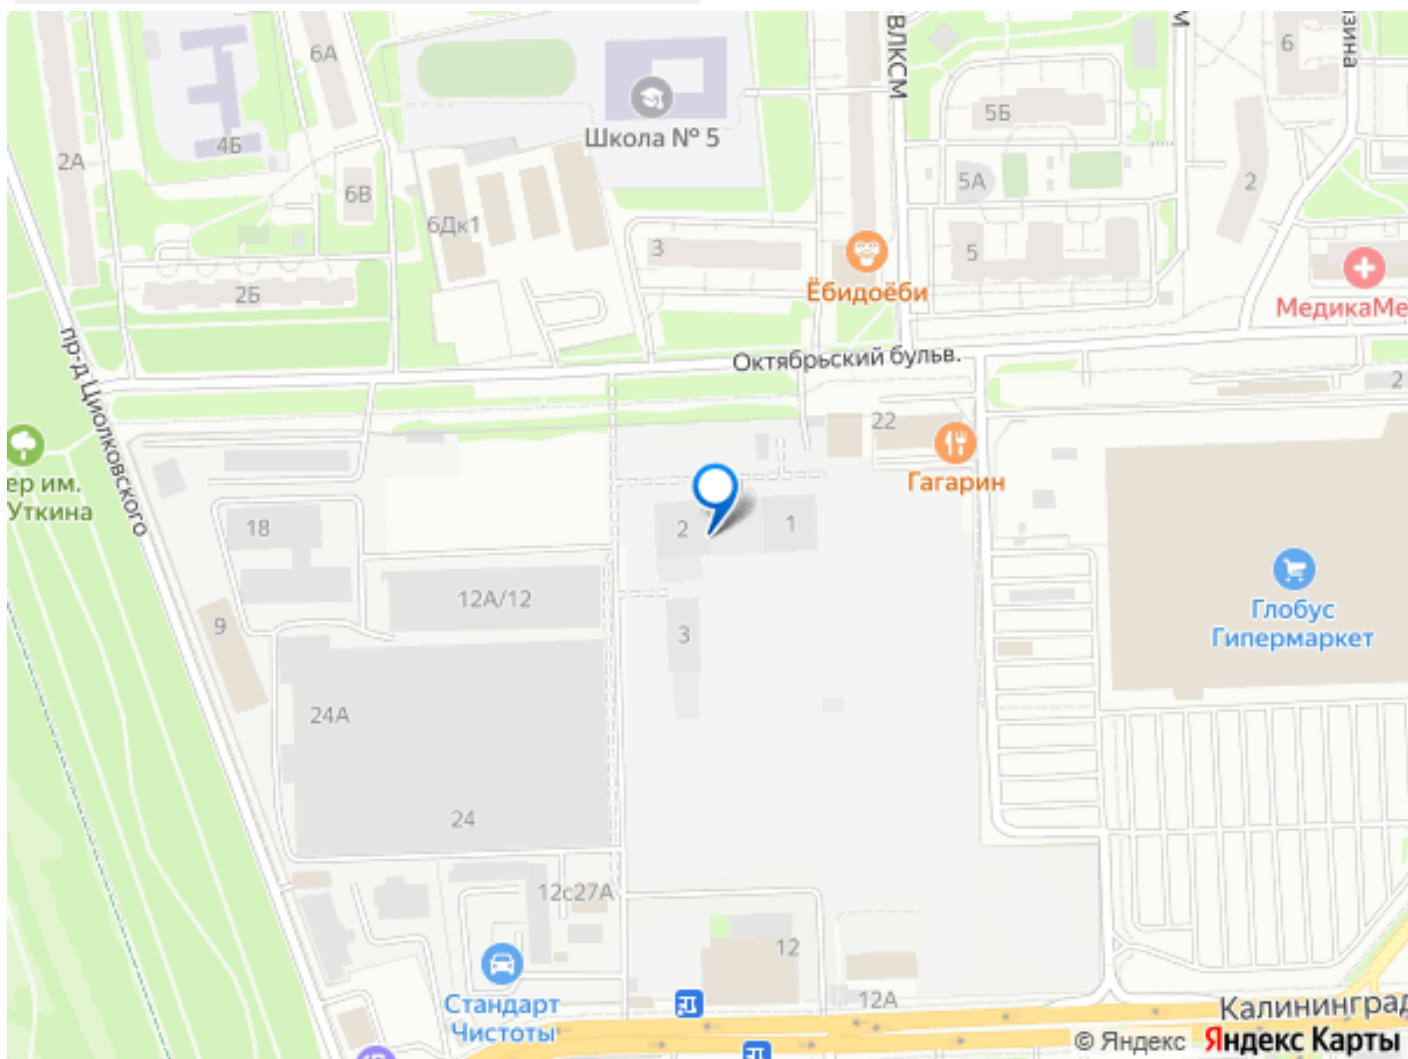 6А
ВЛКСМ
М
зина
6
5Б
Школа № 5
4Б
2А
6В
5А
2
6Дк1
3
5
Ёбидоёби
МедикаМе
2Б
Октябрьский бульв.
пр-д Циолковского
2
22
Гагарин
ер им.
Уткина
18
2
1
12А/12
9
3
Глобус
Гипермаркет
24А
24
12с27А
12
12А
Стандарт
Чистоты
Калининград
© Яндекс Яндекс Карты